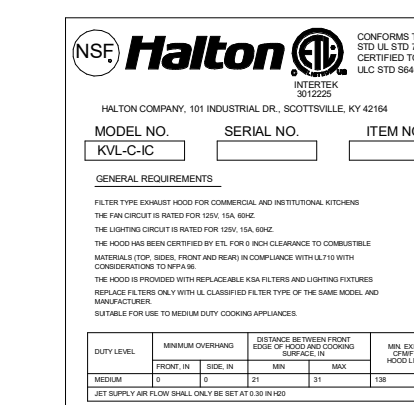 NSF
Halton
ETL
CONFORMS T
STD UL STD 7
CERTIFIED TO
ULC STD S64
C LISTED US
INTERTEK
3012225
HALTON COMPANY, 101 INDUSTRIAL DR., SCOTTSVILLE, KY 42164
MODEL NO. SERIAL NO. ITEM NO
KVL-C-IC
GENERAL REQUIREMENTS
FILTER TYPE EXHAUST HOOD FOR COMMERCIAL AND INSTITUTIONAL KITCHENS
THE FAN CIRCUIT IS RATED FOR 125V, 15A, 60HZ.
THE LIGHTING CIRCUIT IS RATED FOR 125V, 15A, 60HZ.
THE HOOD HAS BEEN CERTIFIED BY ETL FOR 0 INCH CLEARANCE TO COMBUSTIBLE
MATERIALS (TOP, SIDES, FRONT AND REAR) IN COMPLIANCE WITH UL710 WITH
CONSIDERATIONS TO NFPA 96.
THE HOOD IS PROVIDED WITH REPLACEABLE KSA FILTERS AND LIGHTING FIXTURES
REPLACE FILTERS ONLY WITH UL CLASSIFIED FILTER TYPE OF THE SAME MODEL AND
MANUFACTURER.
SUITABLE FOR USE TO MEDIUM DUTY COOKING APPLIANCES.
DUTY LEVEL
MINIMUM OVERHANG
DISTANCE BETWEEN FRONT
EDGE OF HOOD AND COOKING
SURFACE, IN
MIN. EX
CFM/F
HOOD L
FRONT, IN SIDE, IN MIN MAX
MEDIUM 0 0 21 31 138
JET SUPPLY AIR FLOW SHALL ONLY BE SET AT 0.30 IN H20